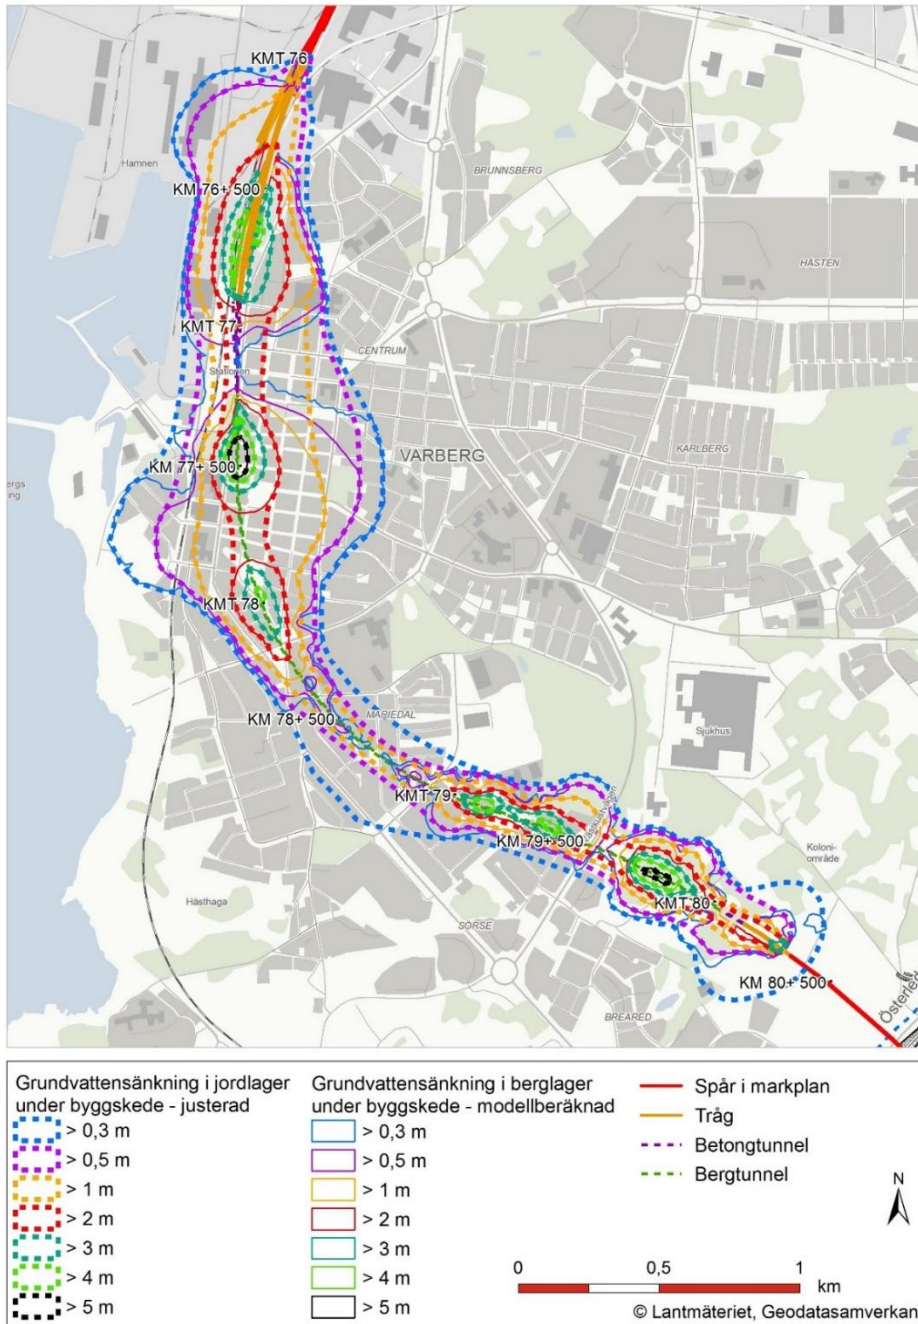 KMT 76
Hamnen
BRUNNSBERG
KM 76+ 500
HÅSTEN
KMT 77
CENTRUM
Stationen
KARLBERG
VARBERG
KM 77+ 500
KMT 78
KM 78+ 500
MARIEDAL
Sjukhus
KMT 79
KM 79+ 500
Koloni-
område
Hästhaga
KMT 80
SÖRSE
KM 80+ 500
BREARED
Grundvattensänkning i jordlager
under byggskede - justerad
> 0,3 m
> 0,5 m
> 1 m
> 2 m
> 3 m
> 4 m
> 5 m
Grundvattensänkning i berglager
under byggskede - modellberäknad
> 0,3 m
> 0,5 m
> 1 m
> 2 m
> 3 m
> 4 m
> 5 m
Spår i markplan
Tråg
Betongtunnel
Bergtunnel
N
0 0,5 1
km
© Lantmäteriet, Geodatasamverkan